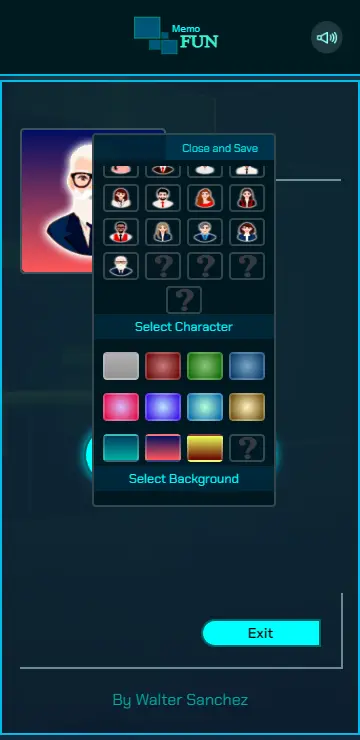 Memo
FUN
Close and Save
?
?
?
?
Select Character
?
Select Background
Exit
By Walter Sanchez